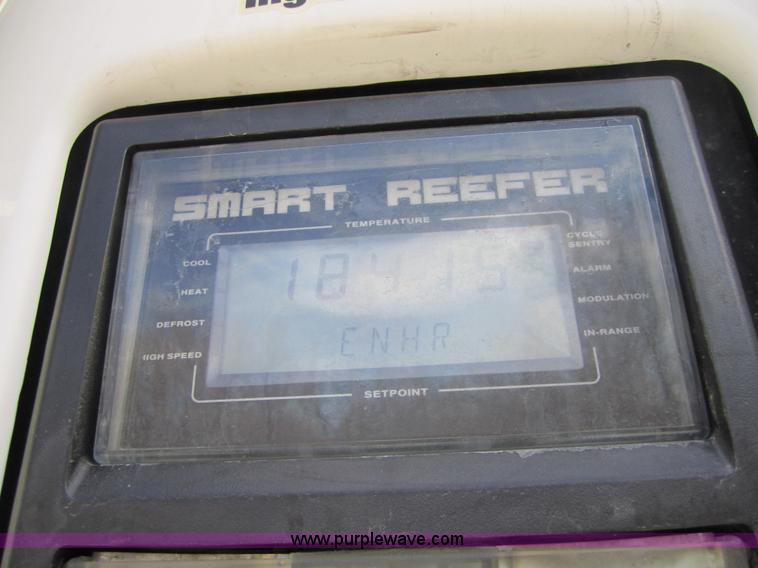 SMART REEFER
TEMPERATURE
COOL
HEAT
DEFROST
HIGH SPEED
CYCLE
SENTRY
ALARM
MODULATION
IN-RANGE
18415
ENHR
SETPOINT
www.purplewave.com